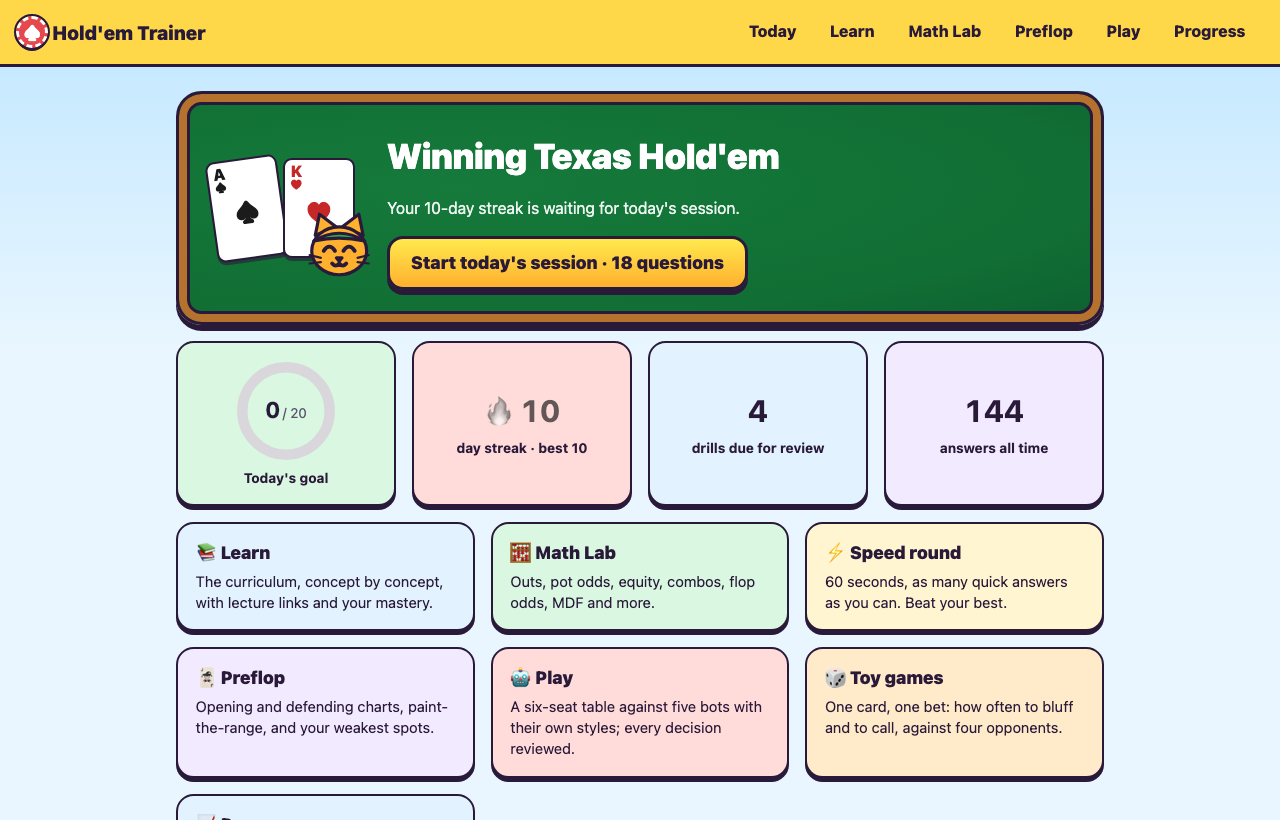 Hold'em Trainer
Today
Learn
Math Lab
Preflop
Play
Progress
A
K
Winning Texas Hold'em
Your 10-day streak is waiting for today's session.
Start today's session · 18 questions
0 / 20
Today's goal
10
day streak · best 10
4
drills due for review
144
answers all time
Learn
The curriculum, concept by concept,
with lecture links and your mastery.
Math Lab
Outs, pot odds, equity, combos, flop
odds, MDF and more.
Speed round
60 seconds, as many quick answers
as you can. Beat your best.
Preflop
Opening and defending charts, paint-
the-range, and your weakest spots.
Play
A six-seat table against five bots with
their own styles; every decision
reviewed.
Toy games
One card, one bet: how often to bluff
and to call, against four opponents.